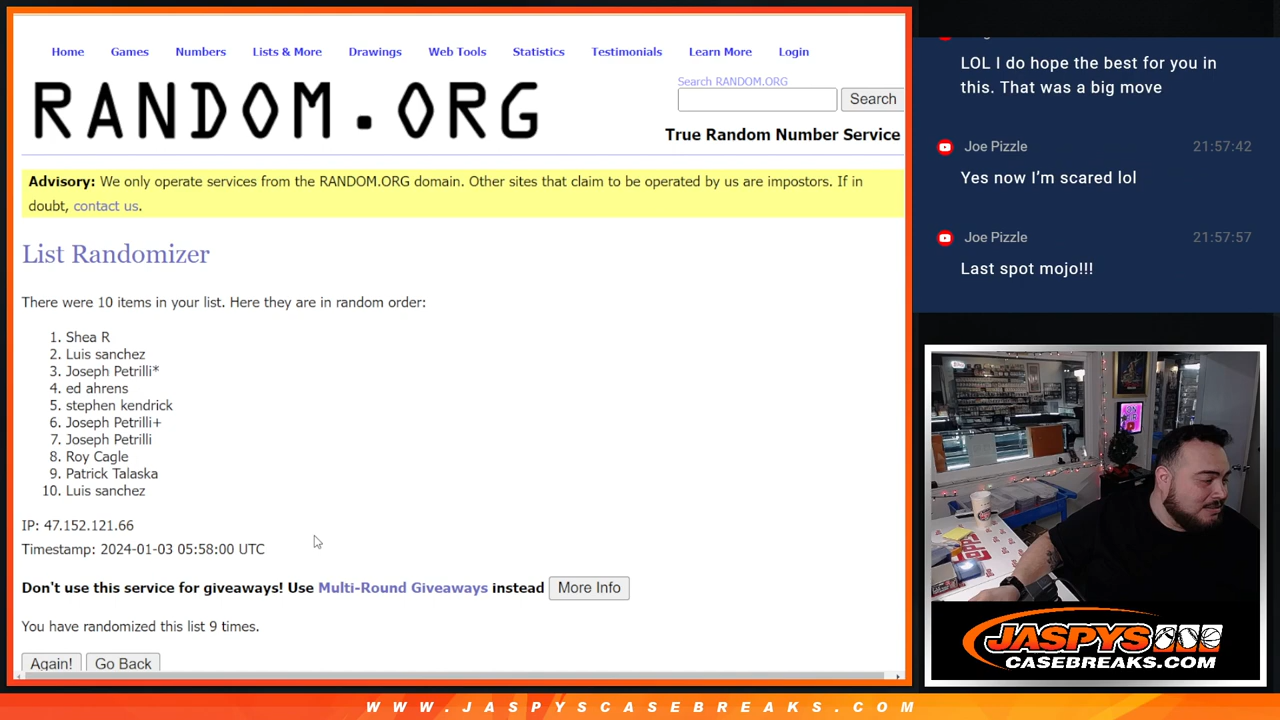 Home Games Numbers Lists & More Drawings Web Tools Statistics Testimonials Learn More Login
RANDOM.ORG
Search RANDOM.ORG
Search
True Random Number Service
Advisory: We only operate services from the RANDOM.ORG domain. Other sites that claim to be operated by us are impostors. If in
doubt, contact us.
List Randomizer
There were 10 items in your list. Here they are in random order:
1. Shea R
2. Luis sanchez
3. Joseph Petrilli*
4. ed ahrens
5. stephen kendrick
6. Joseph Petrilli+
7. Joseph Petrilli
8. Roy Cagle
9. Patrick Talaska
10. Luis sanchez
IP: 47.152.121.66
Timestamp: 2024-01-03 05:58:00 UTC
Don't use this service for giveaways! Use Multi-Round Giveaways instead More Info
You have randomized this list 9 times.
Again! Go Back
LOL I do hope the best for you in
this. That was a big move
Joe Pizzle 21:57:42
Yes now I'm scared lol
Joe Pizzle 21:57:57
Last spot mojo!!!
JASPYS
CASEBREAKS.COM
WWW.JASPYSCASEBREAKS.COM